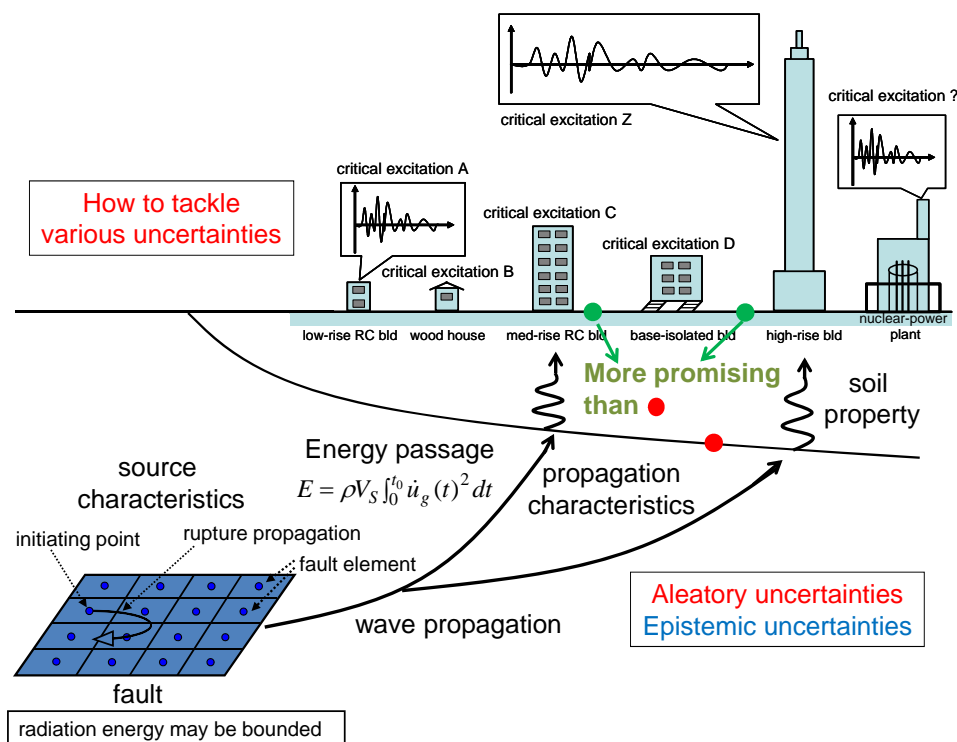 critical excitation Z
critical excitation ?
critical excitation A
How to tackle
various uncertainties
critical excitation C
critical excitation B
critical excitation D
low-rise RC bld
wood house
med-rise RC bld
base-isolated bld
high-rise bld
nuclear-power
plant
More promising
than
soil
property
Energy passage
E = ρV_S ∫_0^{t_0} u̇_g(t)^2 dt
propagation
characteristics
source
characteristics
initiating point
rupture propagation
fault element
wave propagation
Aleatory uncertainties
Epistemic uncertainties
fault
radiation energy may be bounded